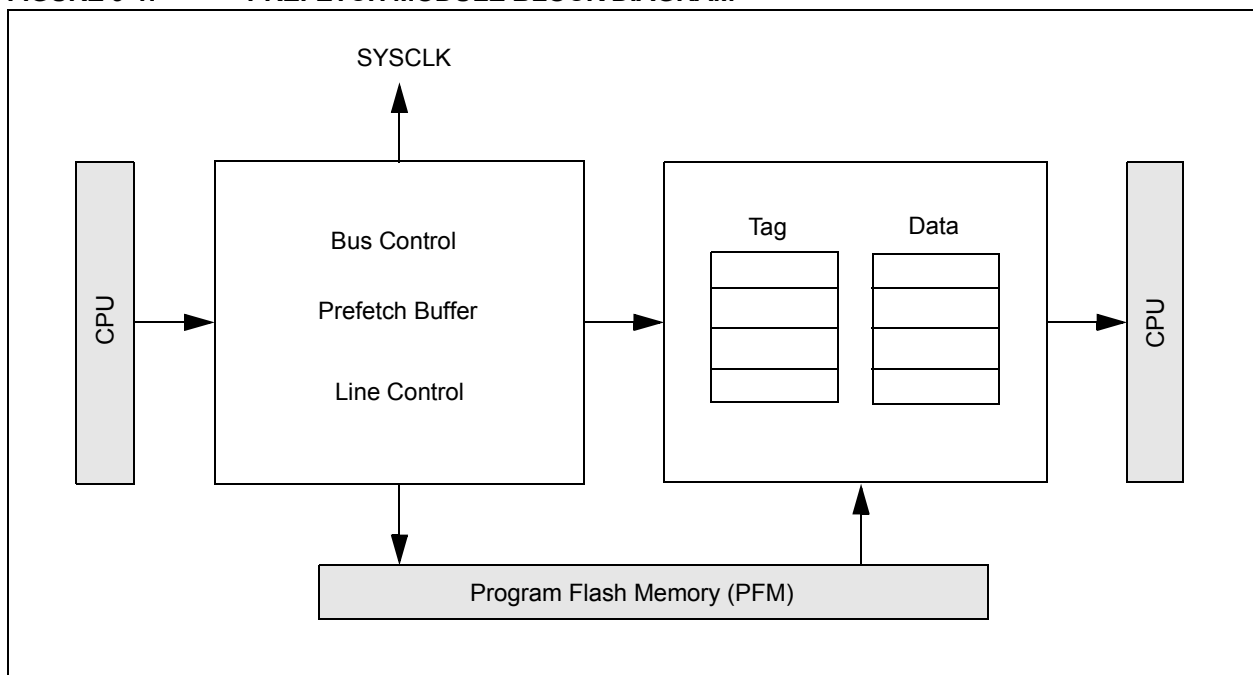 SYSCLK
CPU
Bus Control
Prefetch Buffer
Line Control
Tag
Data
CPU
Program Flash Memory (PFM)